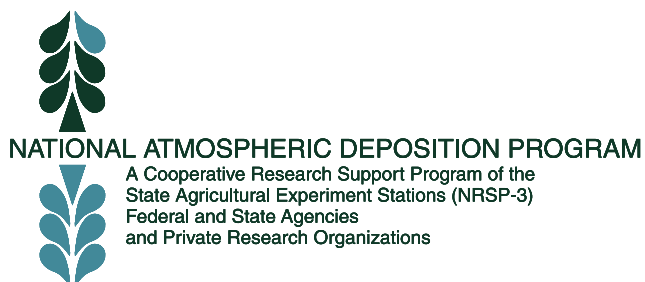 NATIONAL ATMOSPHERIC DEPOSITION PROGRAM
A Cooperative Research Support Program of the
State Agricultural Experiment Stations (NRSP-3)
Federal and State Agencies
and Private Research Organizations